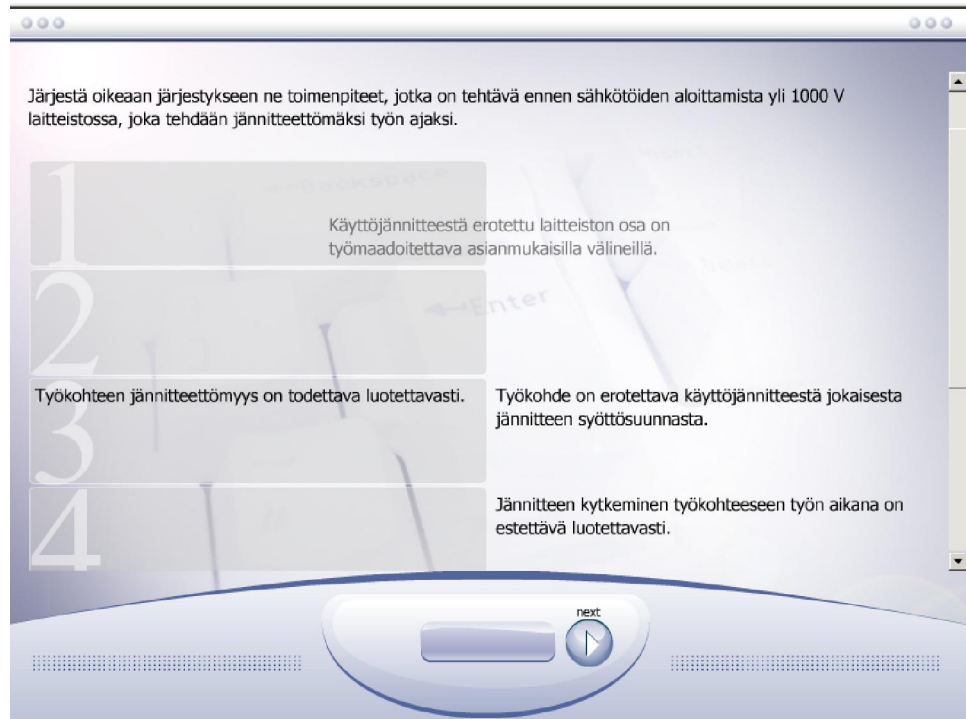 Järjestä oikeaan järjestykseen ne toimenpiteet, jotka on tehtävä ennen sähkötöiden aloittamista yli 1000 V
laitteistossa, joka tehdään jännitteettömäksi työn ajaksi.
1
Backspace
Käyttöjännitteestä erotettu laitteiston osa on
työmaadoitettava asianmukaisilla välineillä.
2
Enter
Työkohteen jännitteettömyys on todettava luotettavasti.
3
Työkohde on erotettava käyttöjännitteestä jokaisesta
jännitteen syöttösuunnasta.
4
Jännitteen kytkeminen työkohteeseen työn aikana on
estettävä luotettavasti.
next